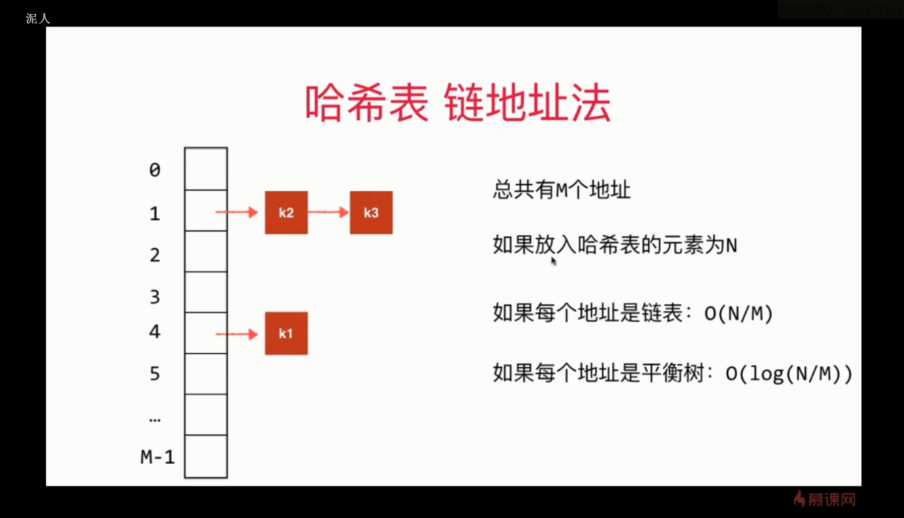 泥人
哈希表 链地址法
0
1
k2
k3
2
3
4
k1
5
…
M-1
总共有M个地址
如果放入哈希表的元素为N
如果每个地址是链表：O(N/M)
如果每个地址是平衡树：O(log(N/M))
慕课网